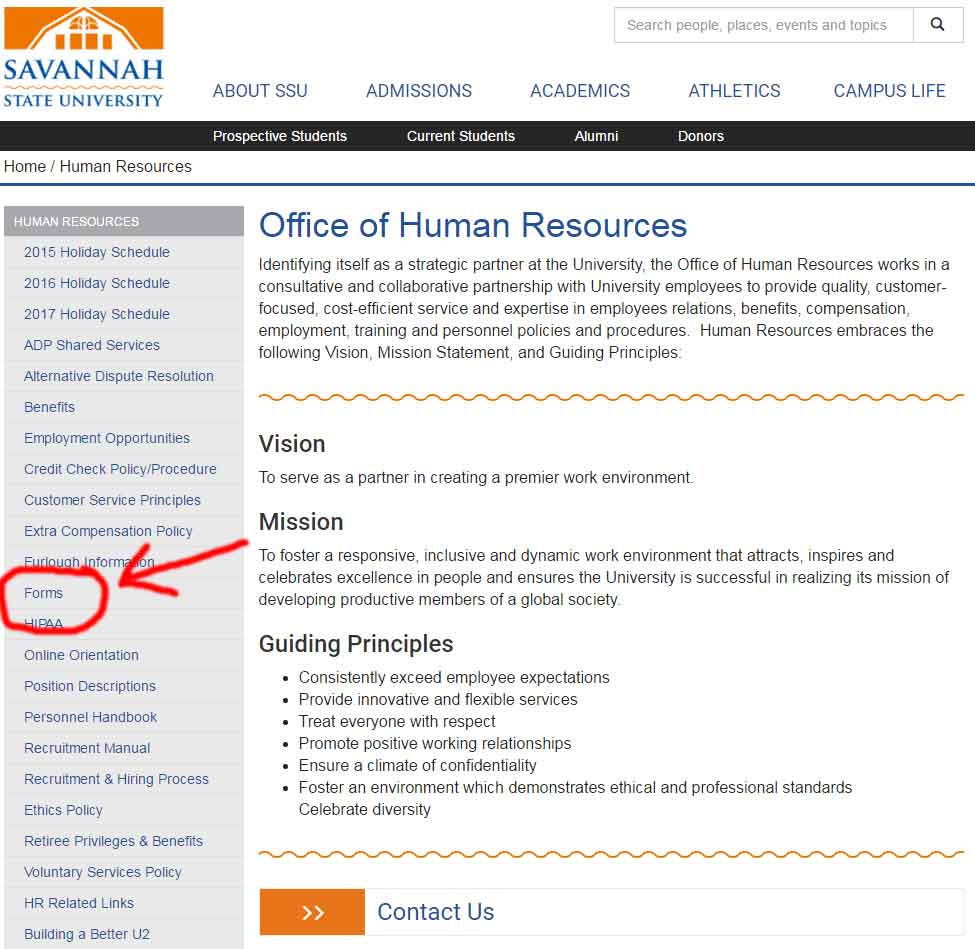 SAVANNAH
STATE UNIVERSITY
Search people, places, events and topics
ABOUT SSU
ADMISSIONS
ACADEMICS
ATHLETICS
CAMPUS LIFE
Prospective Students
Current Students
Alumni
Donors
Home / Human Resources
HUMAN RESOURCES
2015 Holiday Schedule
2016 Holiday Schedule
2017 Holiday Schedule
ADP Shared Services
Alternative Dispute Resolution
Benefits
Employment Opportunities
Credit Check Policy/Procedure
Customer Service Principles
Extra Compensation Policy
Furlough Information
Forms
HIPAA
Online Orientation
Position Descriptions
Personnel Handbook
Recruitment Manual
Recruitment & Hiring Process
Ethics Policy
Retiree Privileges & Benefits
Voluntary Services Policy
HR Related Links
Building a Better U2
Office of Human Resources
Identifying itself as a strategic partner at the University, the Office of Human Resources works in a
consultative and collaborative partnership with University employees to provide quality, customer-
focused, cost-efficient service and expertise in employees relations, benefits, compensation,
employment, training and personnel policies and procedures.  Human Resources embraces the
following Vision, Mission Statement, and Guiding Principles:
Vision
To serve as a partner in creating a premier work environment.
Mission
To foster a responsive, inclusive and dynamic work environment that attracts, inspires and
celebrates excellence in people and ensures the University is successful in realizing its mission of
developing productive members of a global society.
Guiding Principles
• Consistently exceed employee expectations
• Provide innovative and flexible services
• Treat everyone with respect
• Promote positive working relationships
• Ensure a climate of confidentiality
• Foster an environment which demonstrates ethical and professional standards
Celebrate diversity
>> Contact Us